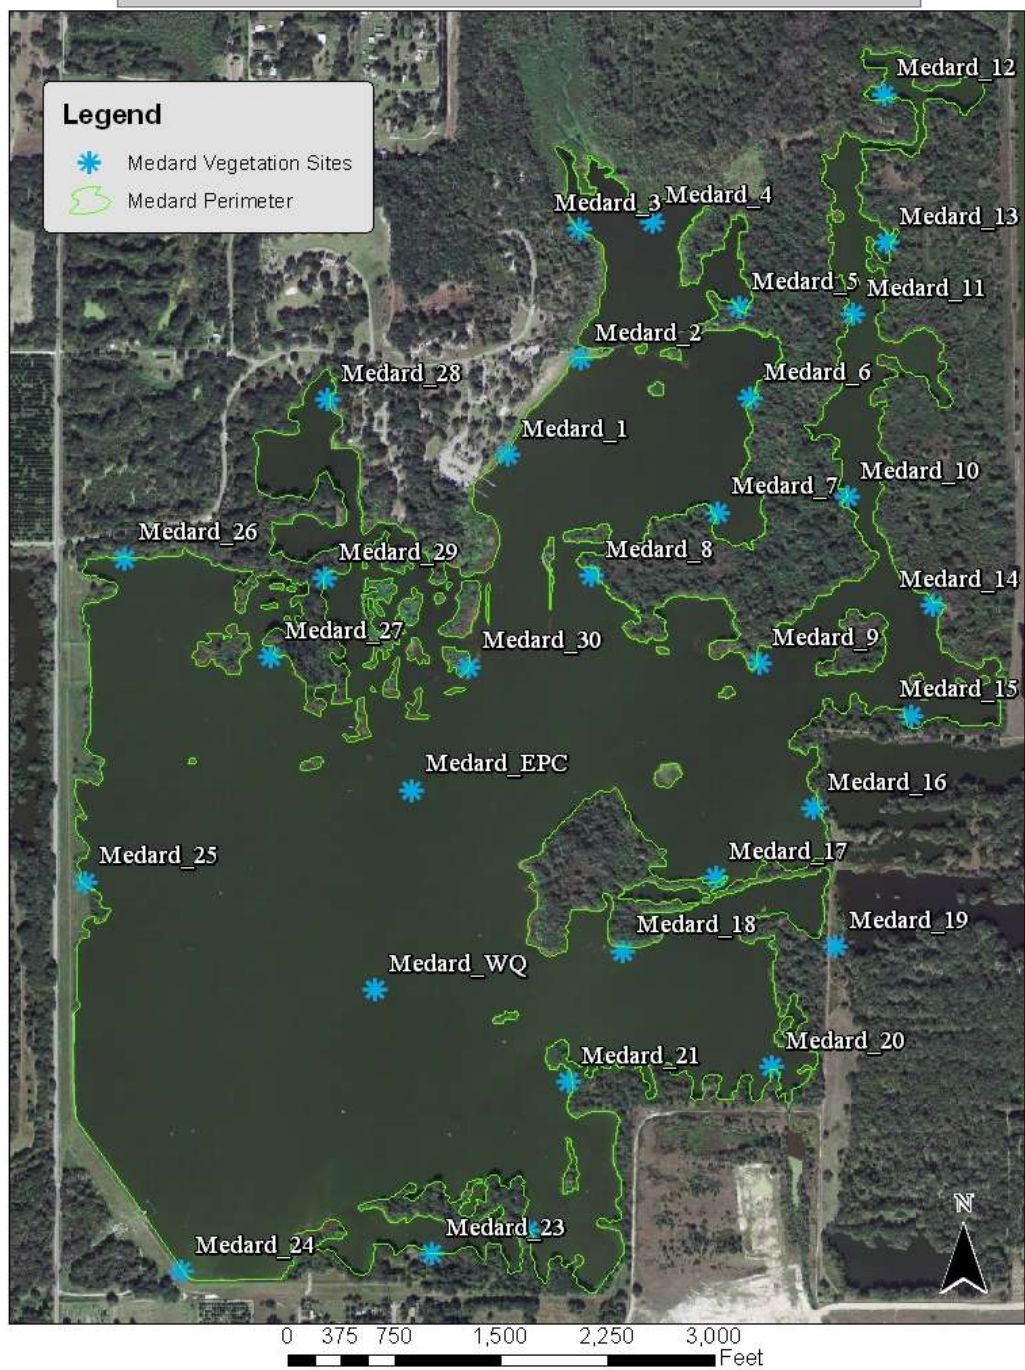 Legend
Medard Vegetation Sites
Medard Perimeter
Medard_12
Medard_3
Medard_4
Medard_13
Medard_5
Medard_11
Medard_2
Medard_28
Medard_6
Medard_1
Medard_7
Medard_10
Medard_26
Medard_29
Medard_8
Medard_14
Medard_27
Medard_30
Medard_9
Medard_15
Medard_EPC
Medard_16
Medard_25
Medard_17
Medard_18
Medard_19
Medard_WQ
Medard_21
Medard_20
Medard_23
Medard_24
N
0 375 750 1,500 2,250 3,000
Feet